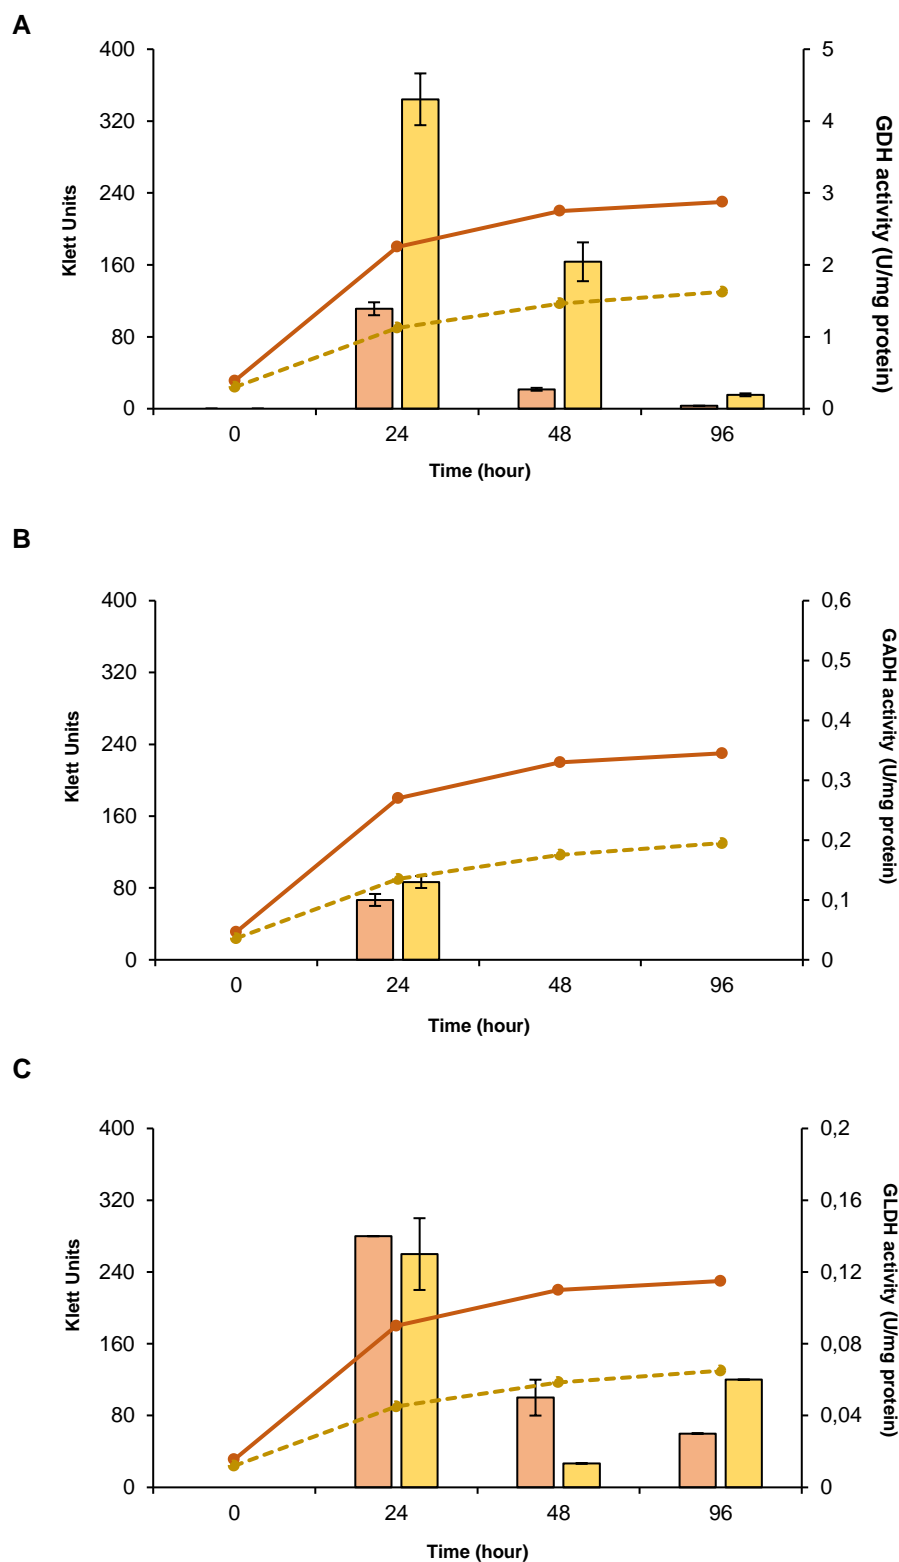 A
400
320
240
160
80
0
Klett Units
5
4
3
2
1
0
GDH activity (U/mg protein)
0 24 48 96
Time (hour)
B
400
320
240
160
80
0
Klett Units
0,6
0,5
0,4
0,3
0,2
0,1
0
GADH activity (U/mg protein)
0 24 48 96
Time (hour)
C
400
320
240
160
80
0
Klett Units
0,2
0,16
0,12
0,08
0,04
0
GLDH activity (U/mg protein)
0 24 48 96
Time (hour)